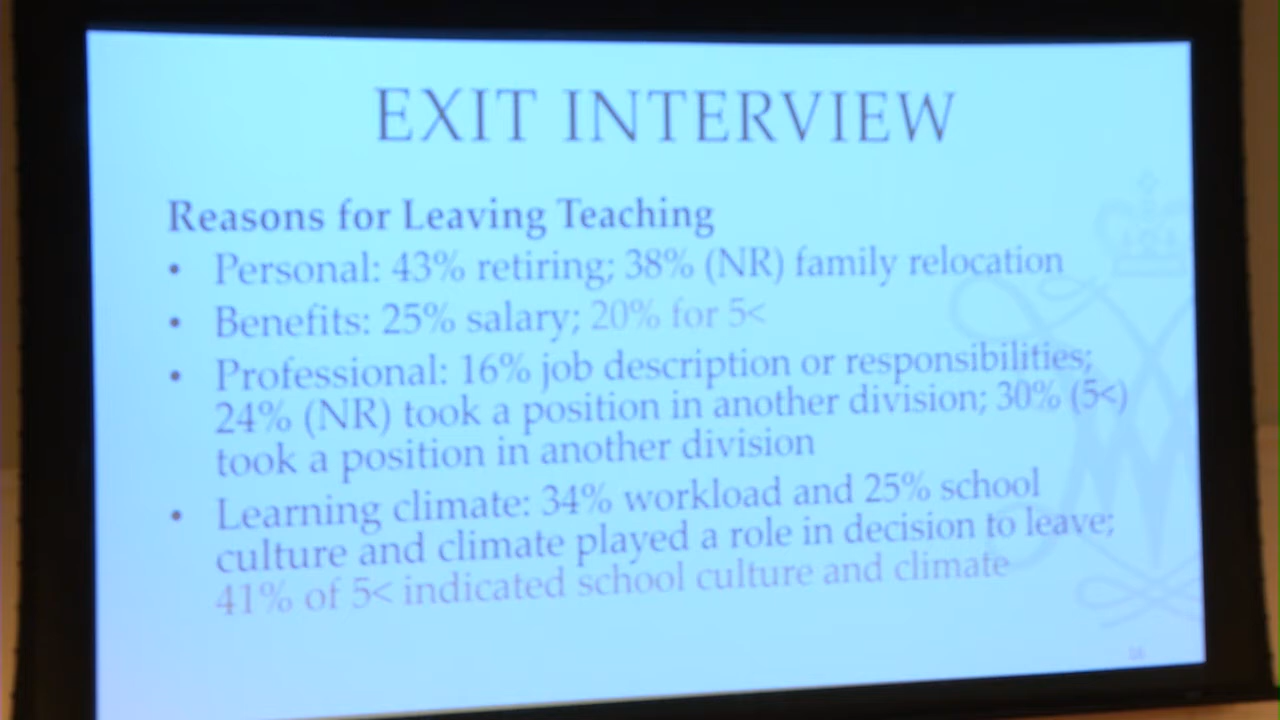 EXIT INTERVIEW
Reasons for Leaving Teaching
• Personal: 43% retiring; 38% (NR) family relocation
• Benefits: 25% salary; 20% for 5<
• Professional: 16% job description or responsibilities;
24% (NR) took a position in another division; 30% (5<)
took a position in another division
• Learning climate: 34% workload and 25% school
culture and climate played a role in decision to leave;
41% of 5< indicated school culture and climate